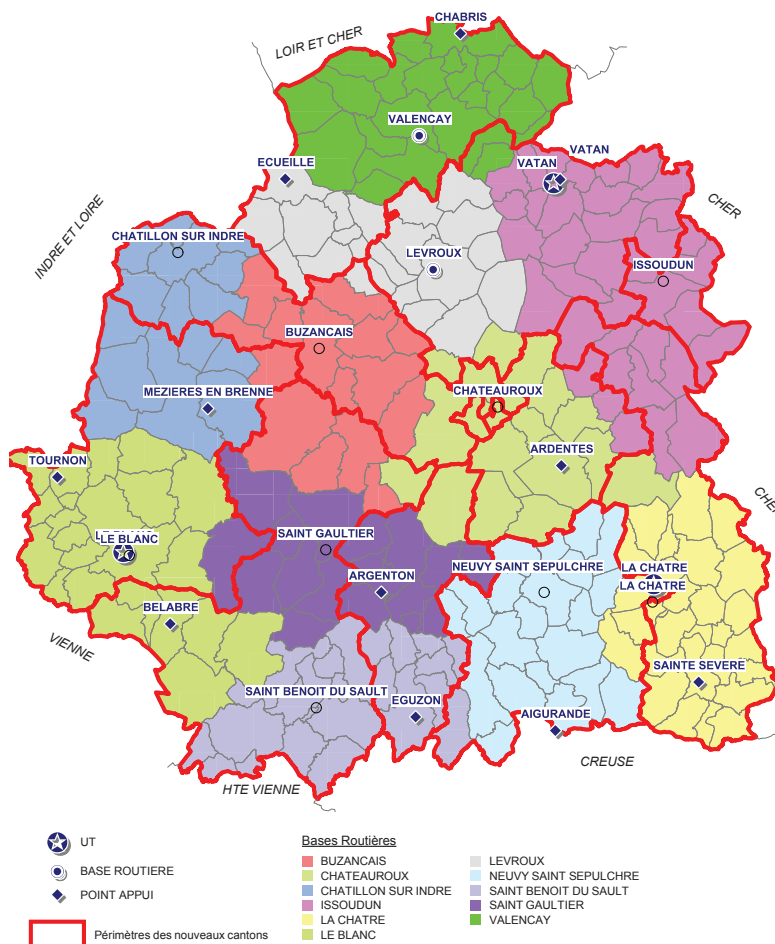 CHABRIS
LOIR ET CHER
VALENCAY
ECUEILLE
VATAN
VATAN
CHER
INDRE ET LOIRE
CHATILLON SUR INDRE
LEVROUX
ISSOUDUN
BUZANCAIS
MEZIERES EN BRENNE
CHATEAUROUX
TOURNON
ARDENTES
CHER
LE BLANC
LE BLANC
SAINT GAULTIER
ARGENTON
NEUVY SAINT SEPULCHRE
LA CHATRE
LA CHATRE
BELABRE
VIENNE
SAINTE SEVERE
SAINT BENOIT DU SAULT
EGUZON
AIGURANDE
CREUSE
HTE VIENNE
UT
BASE ROUTIERE
POINT APPUI
Périmètres des nouveaux cantons
Bases Routières
BUZANCAIS
CHATEAUROUX
CHATILLON SUR INDRE
ISSOUDUN
LA CHATRE
LE BLANC
LEVROUX
NEUVY SAINT SEPULCHRE
SAINT BENOIT DU SAULT
SAINT GAULTIER
VALENCAY